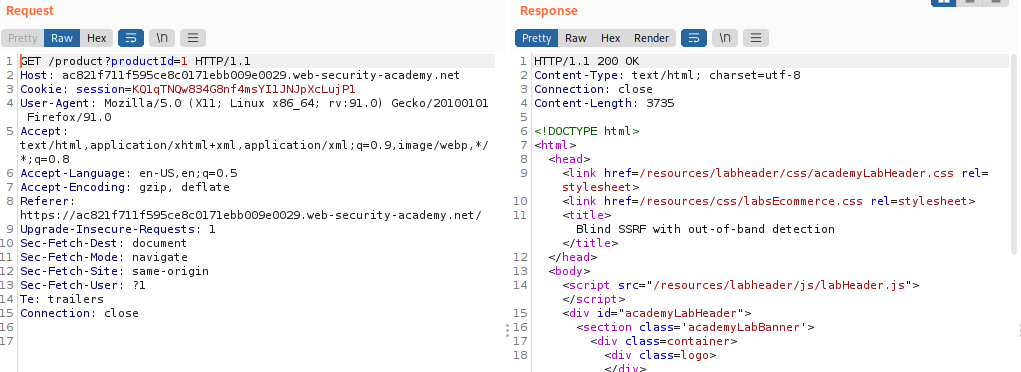 Request
Pretty Raw Hex \n
1 GET /product?productId=1 HTTP/1.1
2 Host: ac821f711f595ce8c0171ebb009e0029.web-security-academy.net
3 Cookie: session=KQ1qTNQw834G8nf4msYI1JNJpXcLujP1
4 User-Agent: Mozilla/5.0 (X11; Linux x86_64; rv:91.0) Gecko/20100101
Firefox/91.0
5 Accept:
text/html,application/xhtml+xml,application/xml;q=0.9,image/webp,*/
*;q=0.8
6 Accept-Language: en-US,en;q=0.5
7 Accept-Encoding: gzip, deflate
8 Referer:
https://ac821f711f595ce8c0171ebb009e0029.web-security-academy.net/
9 Upgrade-Insecure-Requests: 1
10 Sec-Fetch-Dest: document
11 Sec-Fetch-Mode: navigate
12 Sec-Fetch-Site: same-origin
13 Sec-Fetch-User: ?1
14 Te: trailers
15 Connection: close
16
17
Response
Pretty Raw Hex Render \n
1 HTTP/1.1 200 OK
2 Content-Type: text/html; charset=utf-8
3 Connection: close
4 Content-Length: 3735
5
6 <!DOCTYPE html>
7 <html>
8 <head>
9 <link href=/resources/labheader/css/academyLabHeader.css rel=
stylesheet>
10 <link href=/resources/css/labsEcommerce.css rel=stylesheet>
11 <title>
Blind SSRF with out-of-band detection
</title>
12 </head>
13 <body>
14 <script src="/resources/labheader/js/labHeader.js">
</script>
15 <div id="academyLabHeader">
16 <section class='academyLabBanner'>
17 <div class=container>
18 <div class=logo>
</div>